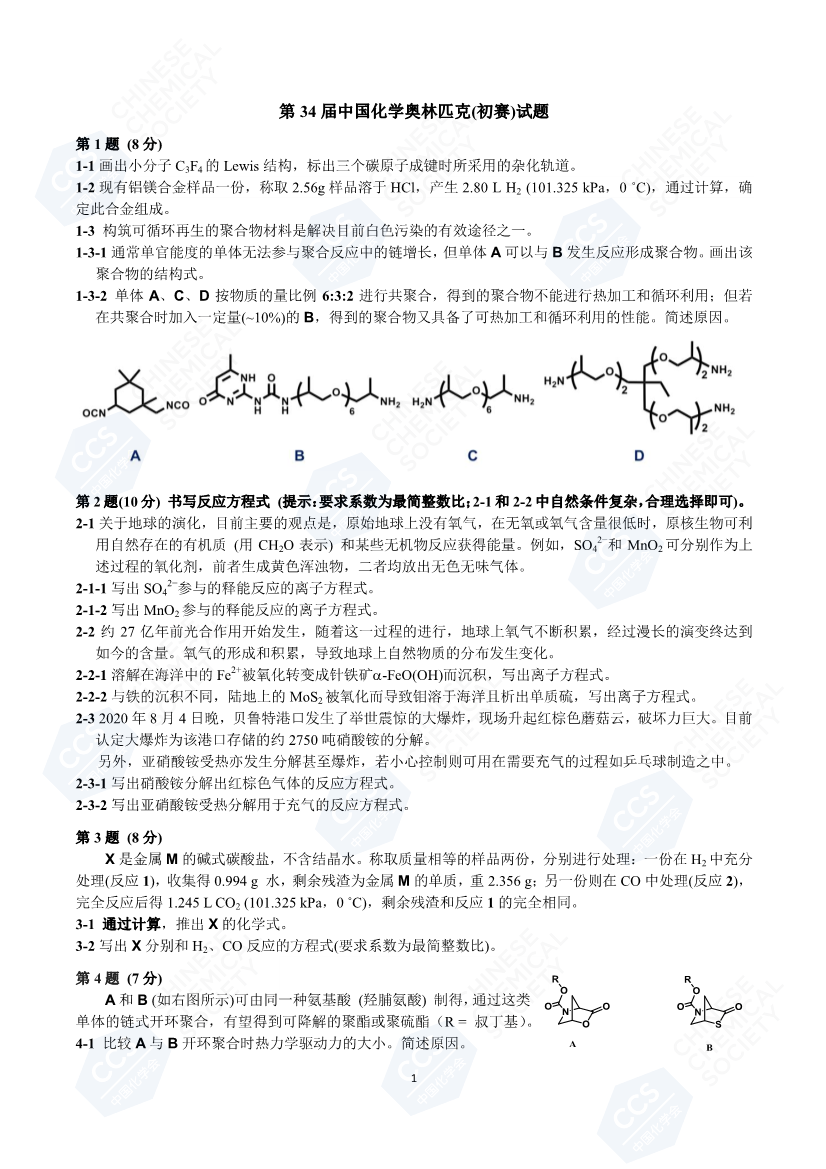 第 34 届中国化学奥林匹克(初赛)试题
第 1 题 (8 分)
1-1 画出小分子 C₃F₄ 的 Lewis 结构，标出三个碳原子成键时所采用的杂化轨道。
1-2 现有铝镁合金样品一份，称取 2.56g 样品溶于 HCl，产生 2.80 L H₂ (101.325 kPa，0 ˚C)，通过计算，确
定此合金组成。
1-3 构筑可循环再生的聚合物材料是解决目前白色污染的有效途径之一。
1-3-1 通常单官能度的单体无法参与聚合反应中的链增长，但单体 A 可以与 B 发生反应形成聚合物。画出该
聚合物的结构式。
1-3-2 单体 A、C、D 按物质的量比例 6:3:2 进行共聚合，得到的聚合物不能进行热加工和循环利用；但若
在共聚合时加入一定量(~10%)的 B，得到的聚合物又具备了可热加工和循环利用的性能。简述原因。
OCN NCO O N NH N H O N H O 6 NH₂ H₂N O 6 NH₂ H₂N O 2 O 2 NH₂ O 2 NH₂
A B C D
第 2 题(10 分) 书写反应方程式 (提示：要求系数为最简整数比；2-1 和 2-2 中自然条件复杂，合理选择即可)。
2-1 关于地球的演化，目前主要的观点是，原始地球上没有氧气，在无氧或氧气含量很低时，原核生物可利
用自然存在的有机质 (用 CH₂O 表示) 和某些无机物反应获得能量。例如，SO₄²⁻和 MnO₂ 可分别作为上
述过程的氧化剂，前者生成黄色浑浊物，二者均放出无色无味气体。
2-1-1 写出 SO₄²⁻参与的释能反应的离子方程式。
2-1-2 写出 MnO₂ 参与的释能反应的离子方程式。
2-2 约 27 亿年前光合作用开始发生，随着这一过程的进行，地球上氧气不断积累，经过漫长的演变终达到
如今的含量。氧气的形成和积累，导致地球上自然物质的分布发生变化。
2-2-1 溶解在海洋中的 Fe²⁺被氧化转变成针铁矿α-FeO(OH)而沉积，写出离子方程式。
2-2-2 与铁的沉积不同，陆地上的 MoS₂ 被氧化而导致钼溶于海洋且析出单质硫，写出离子方程式。
2-3 2020 年 8 月 4 日晚，贝鲁特港口发生了举世震惊的大爆炸，现场升起红棕色蘑菇云，破坏力巨大。目前
认定大爆炸为该港口存储的约 2750 吨硝酸铵的分解。
另外，亚硝酸铵受热亦发生分解甚至爆炸，若小心控制则可用在需要充气的过程如乒乓球制造之中。
2-3-1 写出硝酸铵分解出红棕色气体的反应方程式。
2-3-2 写出亚硝酸铵受热分解用于充气的反应方程式。
第 3 题 (8 分)
X 是金属 M 的碱式碳酸盐，不含结晶水。称取质量相等的样品两份，分别进行处理：一份在 H₂ 中充分
处理(反应 1)，收集得 0.994 g 水，剩余残渣为金属 M 的单质，重 2.356 g；另一份则在 CO 中处理(反应 2)，
完全反应后得 1.245 L CO₂ (101.325 kPa，0 ˚C)，剩余残渣和反应 1 的完全相同。
3-1 通过计算，推出 X 的化学式。
3-2 写出 X 分别和 H₂、CO 反应的方程式(要求系数为最简整数比)。
第 4 题 (7 分)
A 和 B (如右图所示)可由同一种氨基酸 (羟脯氨酸) 制得，通过这类
单体的链式开环聚合，有望得到可降解的聚酯或聚硫酯（R = 叔丁基）。
4-1 比较 A 与 B 开环聚合时热力学驱动力的大小。简述原因。
R O O N O O
A
R O O N S O
B
1
CCS 中国化学会 CHINESE CHEMICAL SOCIETY